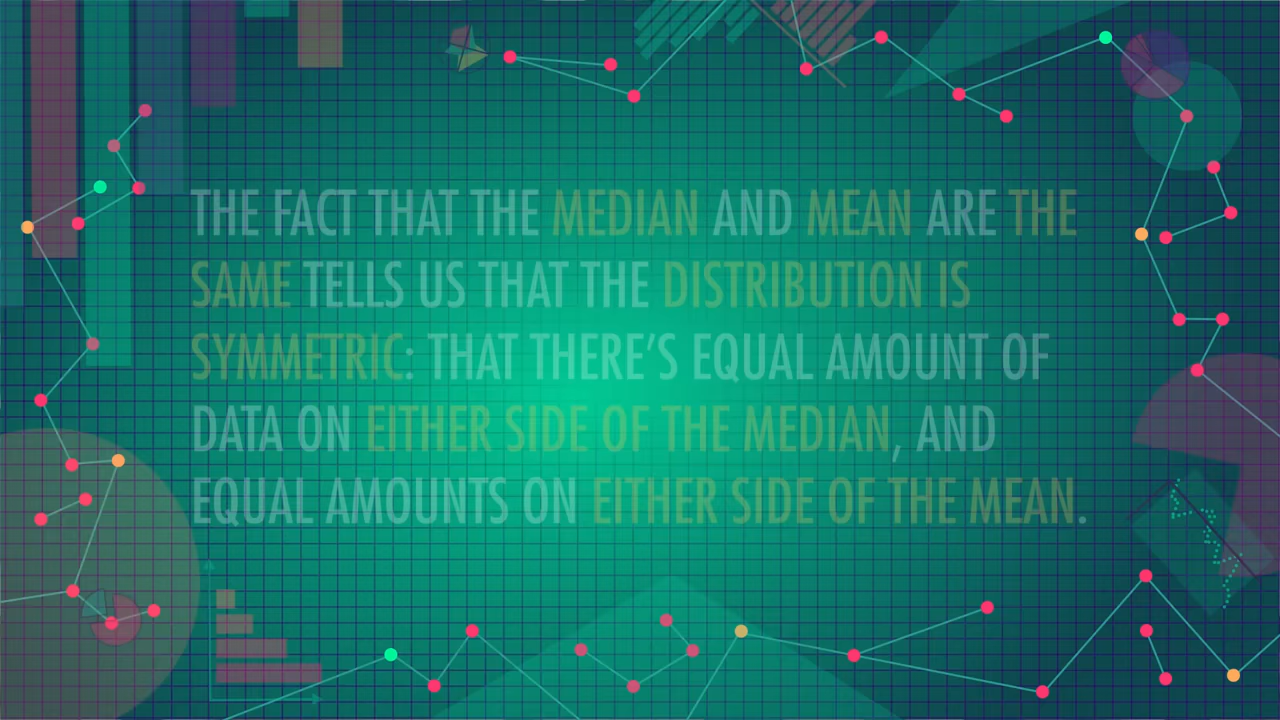 THE FACT THAT THE MEDIAN AND MEAN ARE THE
SAME TELLS US THAT THE DISTRIBUTION IS
SYMMETRIC: THAT THERE'S EQUAL AMOUNT OF
DATA ON EITHER SIDE OF THE MEDIAN, AND
EQUAL AMOUNTS ON EITHER SIDE OF THE MEAN.